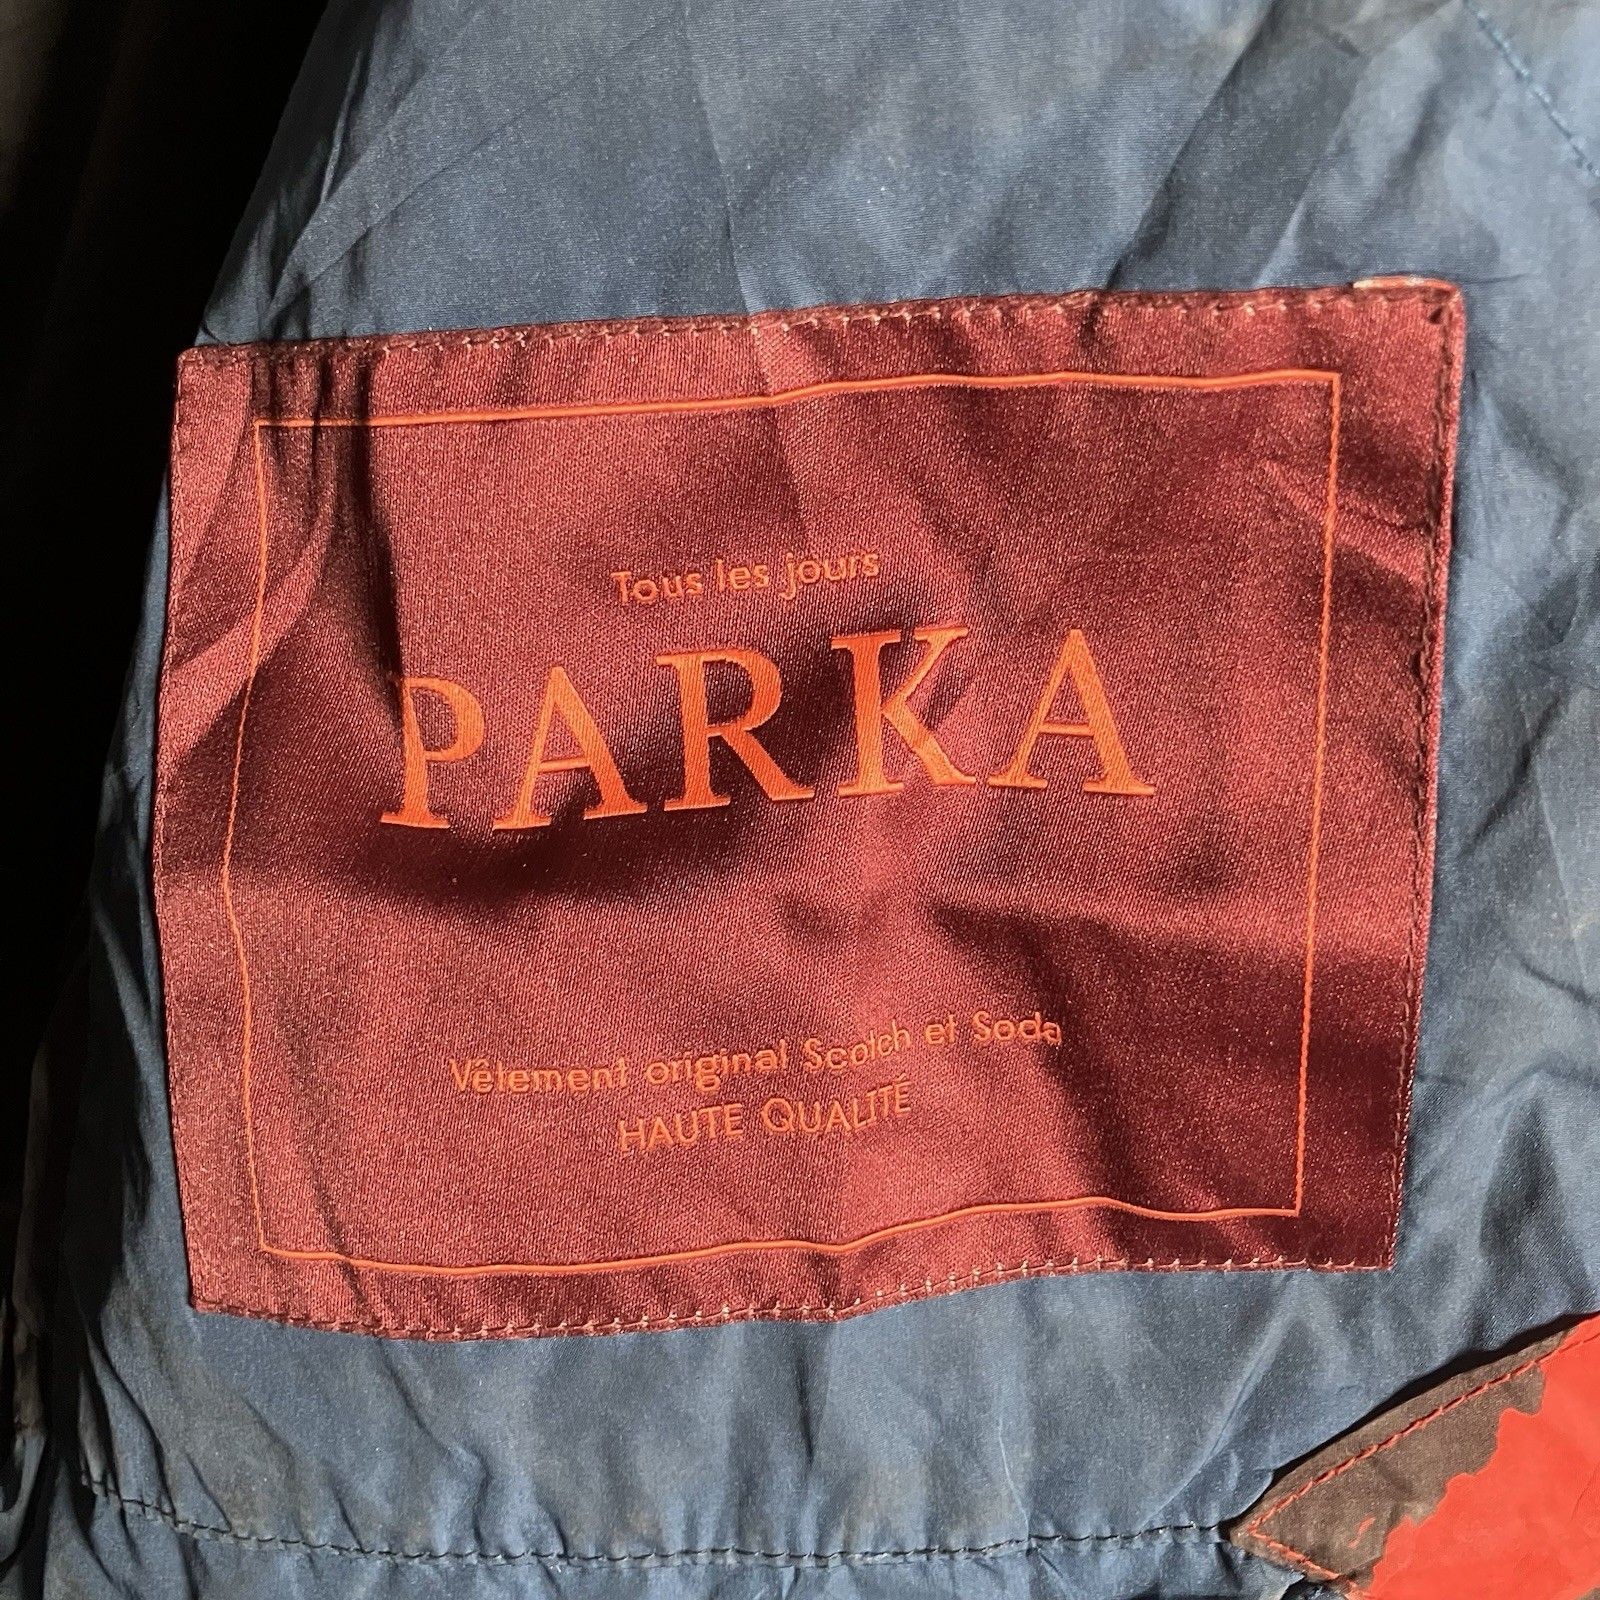 Tous les jours
PARKA
Vêtement original Scotch et Soda
HAUTE QUALITÉ